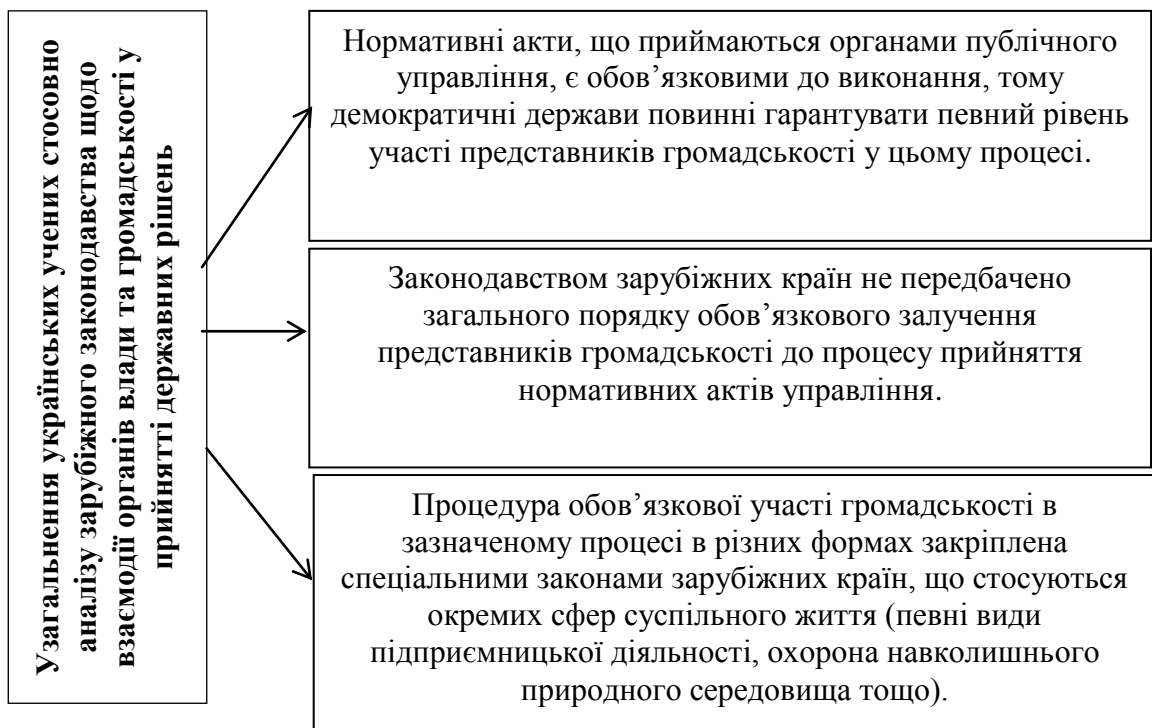 Узагальнення українських учених стосовно
аналізу зарубіжного законодавства щодо
взаємодії органів влади та громадськості у
прийнятті державних рішень
Нормативні акти, що приймаються органами публічного
управління, є обов’язковими до виконання, тому
демократичні держави повинні гарантувати певний рівень
участі представників громадськості у цьому процесі.
Законодавством зарубіжних країн не передбачено
загального порядку обов’язкового залучення
представників громадськості до процесу прийняття
нормативних актів управління.
Процедура обов’язкової участі громадськості в
зазначеному процесі в різних формах закріплена
спеціальними законами зарубіжних країн, що стосуються
окремих сфер суспільного життя (певні види
підприємницької діяльності, охорона навколишнього
природного середовища тощо).